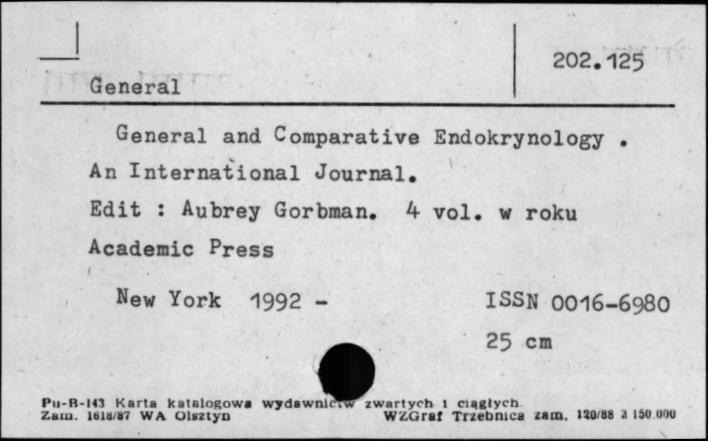 202.125
General
General and Comparative Endokrynology .
An International Journal.
Edit : Aubrey Gorbman. 4 vol. w roku
Academic Press
New York 1992 -
ISSN 0016-6980
25 cm
Pu-B-143 Karta katalogowa wydawnictw zwartych i ciągłych
Zam. 1618/87 WA Olsztyn WZGraf Trzebnica zam. 120/88 3 150.000